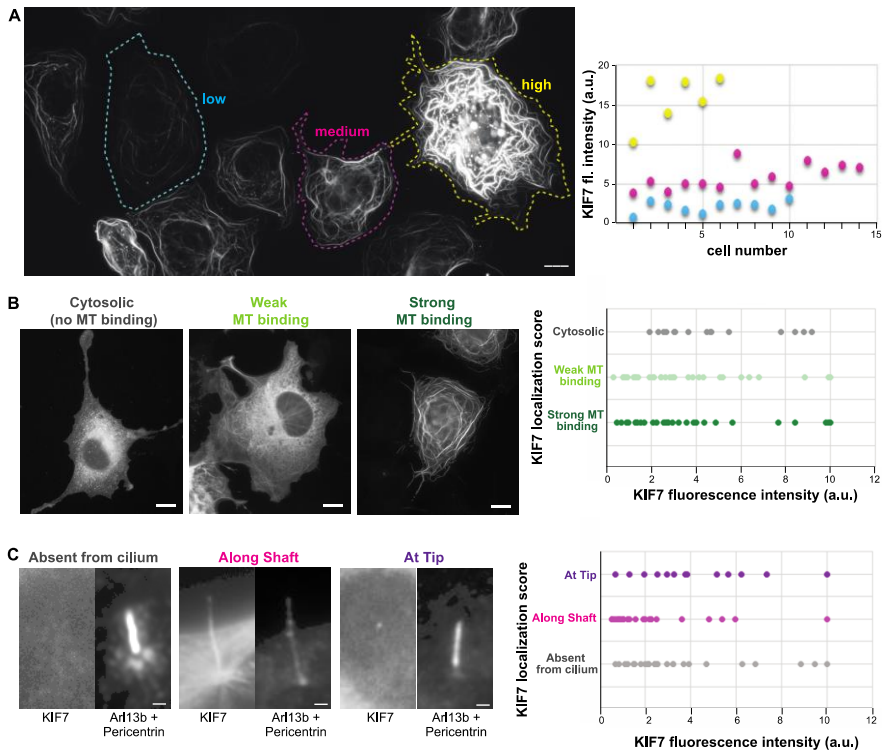 A
low
medium
high
KIF7 fl. intensity (a.u.)
20
15
10
5
0
5
10
15
cell number
B
Cytosolic
(no MT binding)
Weak
MT binding
Strong
MT binding
KIF7 localization score
Cytosolic
Weak MT
binding
Strong MT
binding
0
2
4
6
8
10
12
KIF7 fluorescence intensity (a.u.)
C
Absent from cilium
Along Shaft
At Tip
KIF7
Arl13b +
Pericentrin
KIF7
Arl13b +
Pericentrin
KIF7
Arl13b +
Pericentrin
KIF7 localization score
At Tip
Along Shaft
Absent
from cilium
0
2
4
6
8
10
12
KIF7 fluorescence intensity (a.u.)